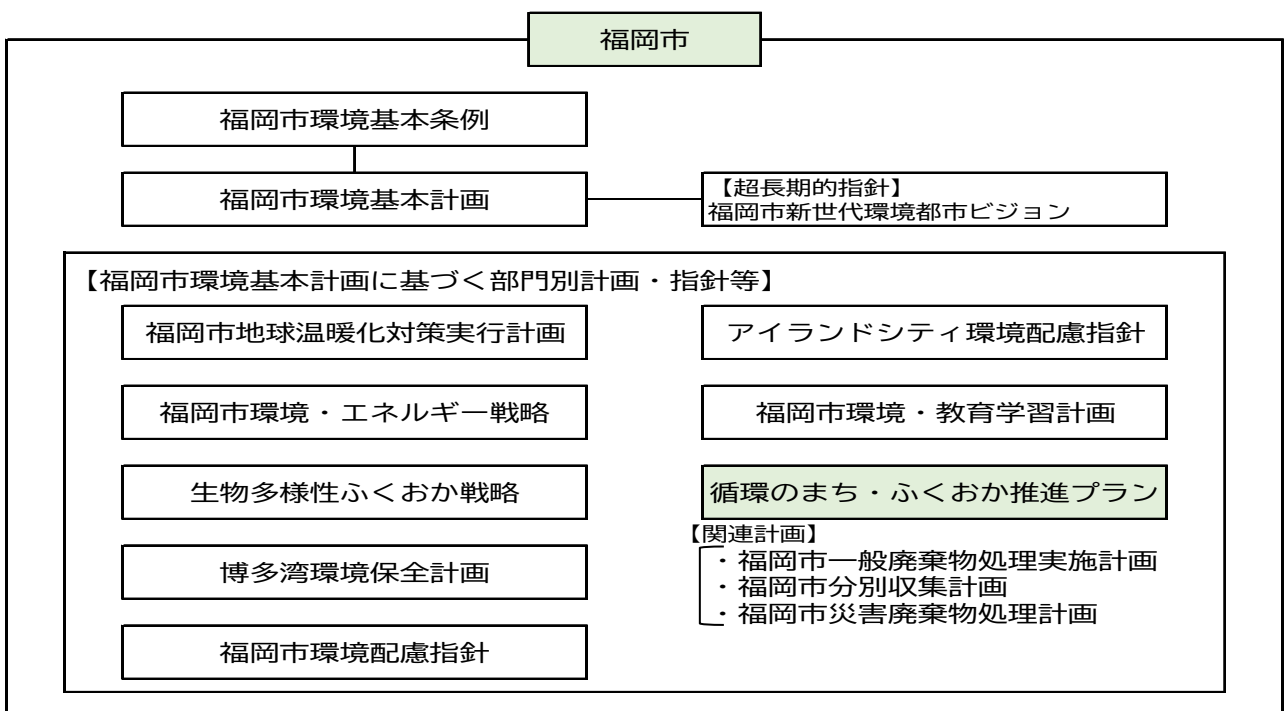 福岡市
福岡市環境基本条例
福岡市環境基本計画
【超長期的指針】
福岡市新世代環境都市ビジョン
【福岡市環境基本計画に基づく部門別計画・指針等】
福岡市地球温暖化対策実行計画
福岡市環境・エネルギー戦略
生物多様性ふくおか戦略
博多湾環境保全計画
福岡市環境配慮指針
アイランドシティ環境配慮指針
福岡市環境・教育学習計画
循環のまち・ふくおか推進プラン
【関連計画】
・福岡市一般廃棄物処理実施計画
・福岡市分別収集計画
・福岡市災害廃棄物処理計画